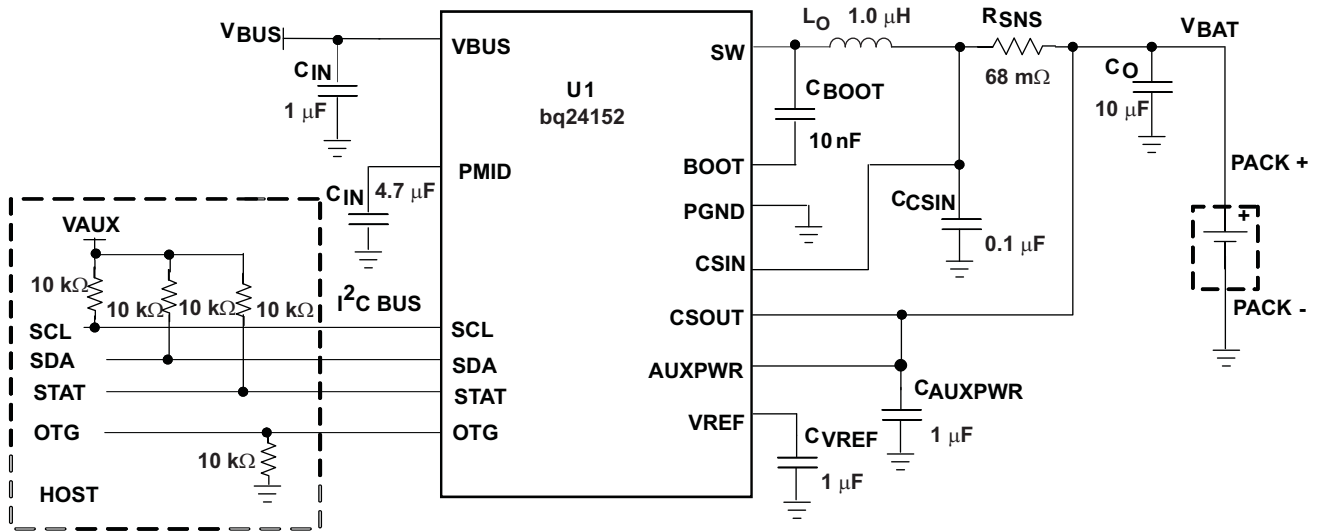 VBUS
CIN
1 μF
CIN
4.7 μF
VAUX
10 kΩ
10 kΩ
10 kΩ
10 kΩ
I²C BUS
SCL
SDA
STAT
OTG
10 kΩ
HOST
U1
bq24152
VBUS
PMID
SCL
SDA
STAT
OTG
SW
BOOT
PGND
CSIN
CSOUT
AUXPWR
VREF
LO 1.0 μH
RSNS
68 mΩ
VBAT
CBOOT
10 nF
CO
10 μF
CCSIN
0.1 μF
PACK +
+
PACK -
CAUXPWR
1 μF
CVREF
1 μF